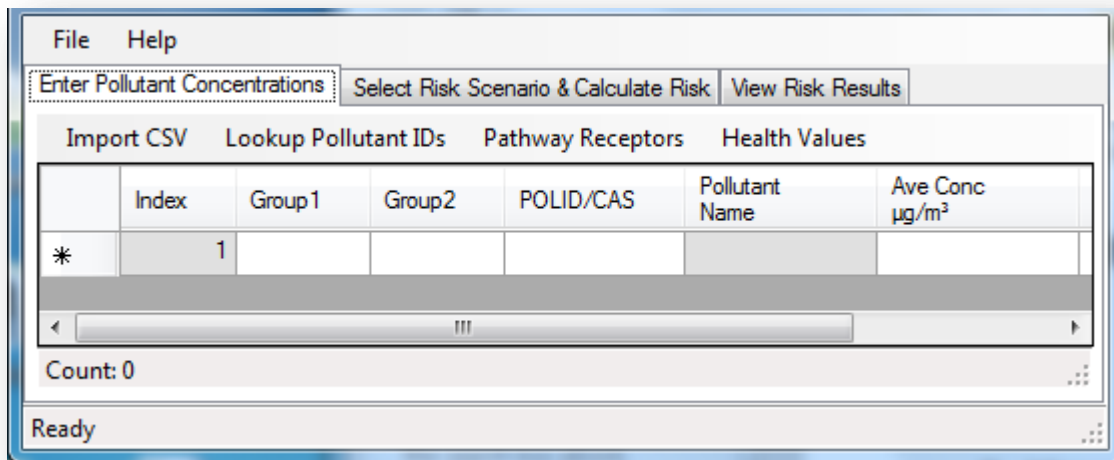 File Help
Enter Pollutant Concentrations Select Risk Scenario & Calculate Risk View Risk Results
Import CSV Lookup Pollutant IDs Pathway Receptors Health Values
Index Group1 Group2 POLID/CAS Pollutant Name Ave Conc µg/m³
* 1
Count: 0
Ready